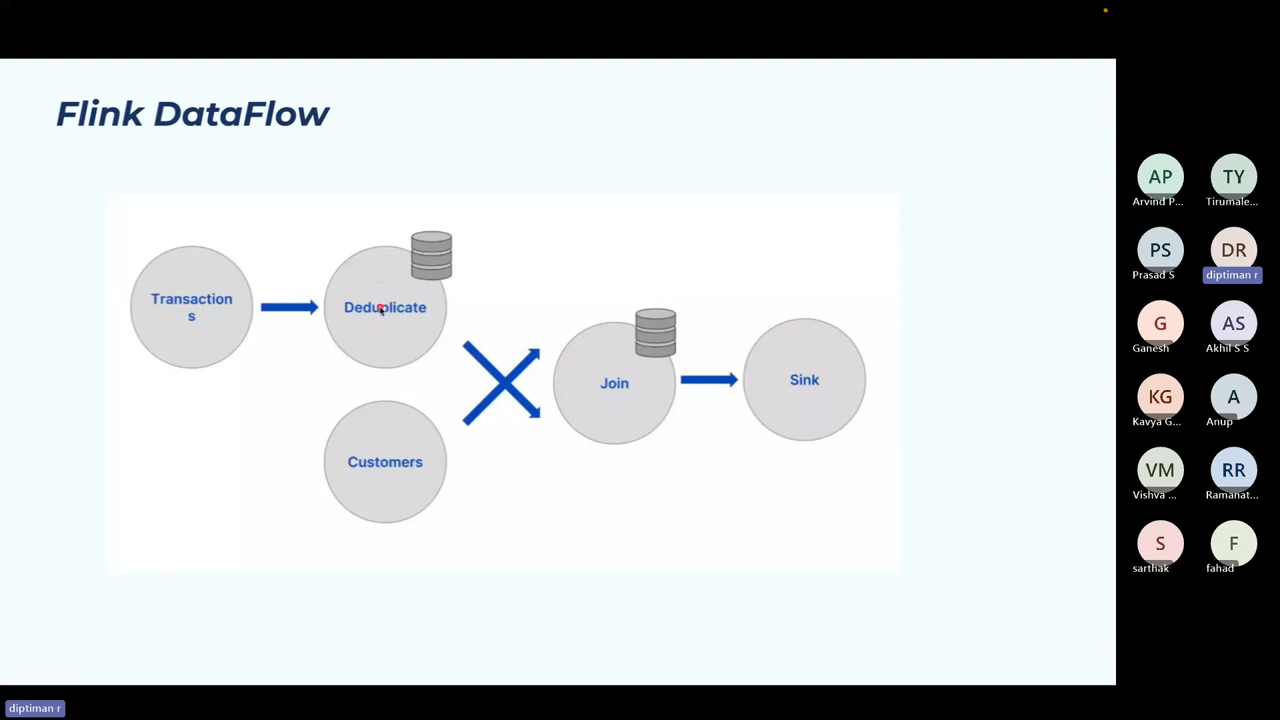 Flink DataFlow
Transaction
s
Deduplicate
Customers
Join
Sink
AP
TY
Arvind P...
Tirumale...
PS
DR
Prasad S
diptiman r
G
AS
Ganesh
Akhil S S
KG
A
Kavya G...
Anup
VM
RR
Vishva ...
Ramanat...
S
F
sarthak
fahad
diptiman r